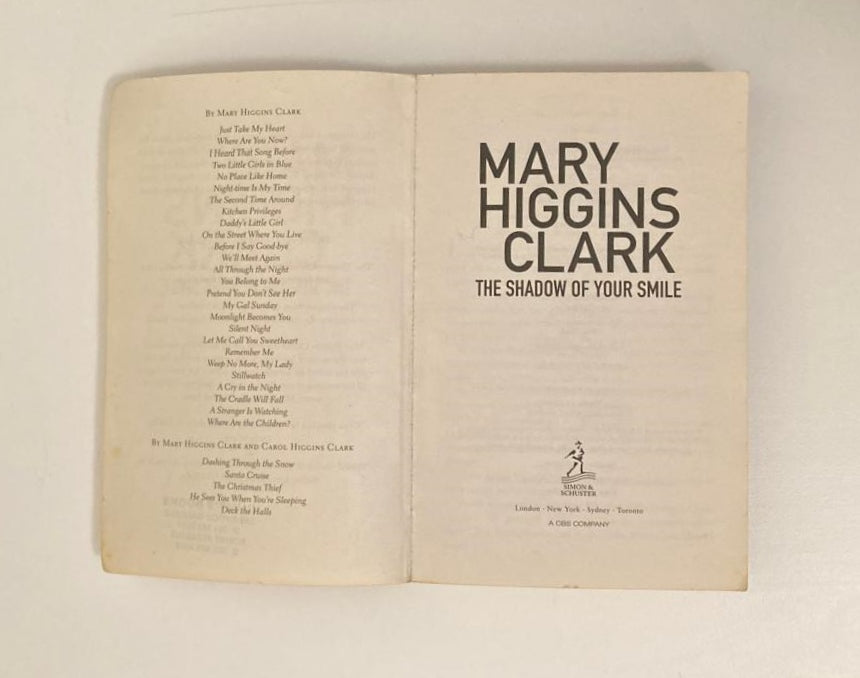 BY MARY HIGGINS CLARK
Just Take My Heart
Where Are You Now?
I Heard That Song Before
Two Little Girls in Blue
No Place Like Home
Night-time Is My Time
The Second Time Around
Kitchen Privileges
Daddy's Little Girl
On the Street Where You Live
Before I Say Good-bye
We'll Meet Again
All Through the Night
You Belong to Me
Pretend You Don't See Her
My Gal Sunday
Moonlight Becomes You
Silent Night
Let Me Call You Sweetheart
Remember Me
Weep No More, My Lady
Stillwatch
A Cry in the Night
The Cradle Will Fall
A Stranger Is Watching
Where Are the Children?
BY MARY HIGGINS CLARK AND CAROL HIGGINS CLARK
Dashing Through the Snow
Santa Cruise
The Christmas Thief
He Sees You When You're Sleeping
Deck the Halls
MARY
HIGGINS
CLARK
THE SHADOW OF YOUR SMILE
SIMON &
SCHUSTER
London · New York · Sydney · Toronto
A CBS COMPANY